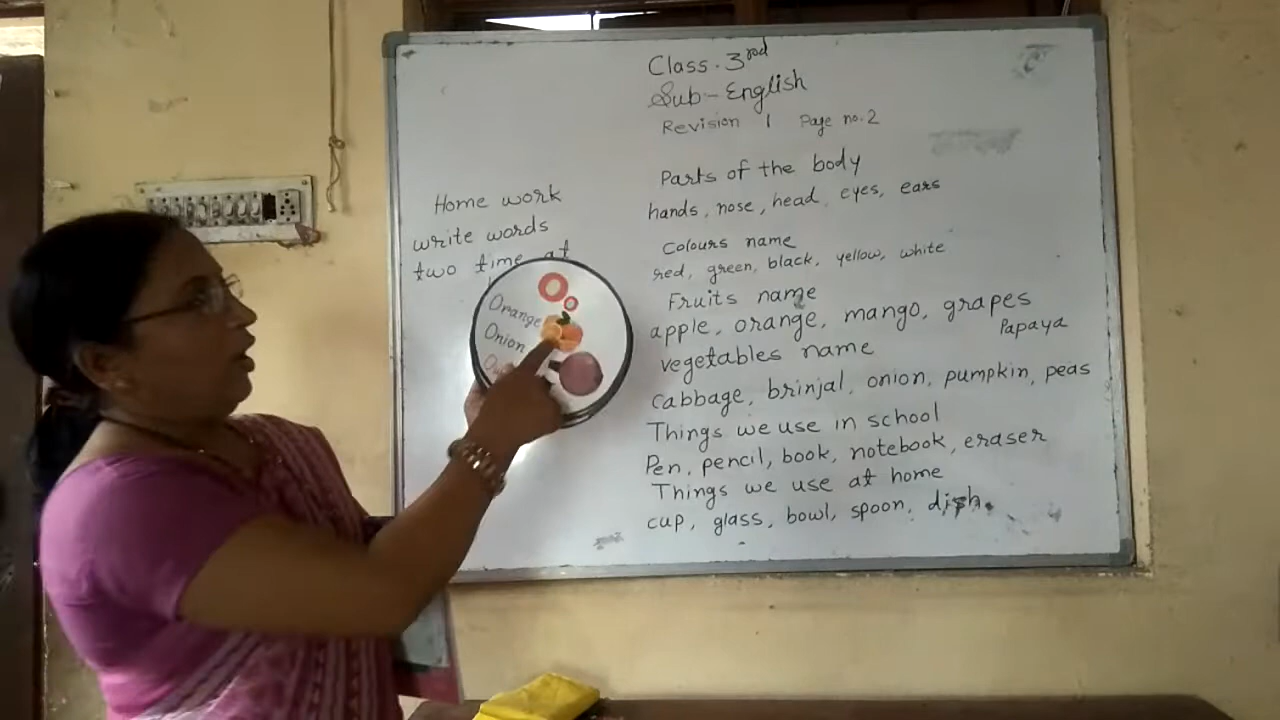 Class. 3rd
Sub- English
Revision 1 Page no. 2
Parts of the body
hands, nose, head, eyes, ears
Colours name
red, green, black, yellow, white
Fruits name
apple, orange, mango, grapes
Papaya
vegetables name
cabbage, brinjal, onion, pumpkin, peas
Things we use in school
Pen, pencil, book, notebook, eraser
Things we use at home
cup, glass, bowl, spoon, dish.
Home work
write words
two time at
Orange
Onion